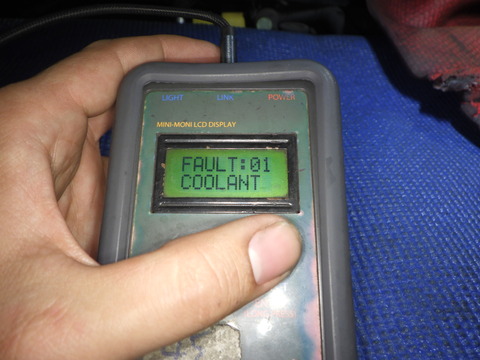 LIGHT LINK POWER
MINI-MONI LCD DISPLAY
FAULT:01
COOLANT